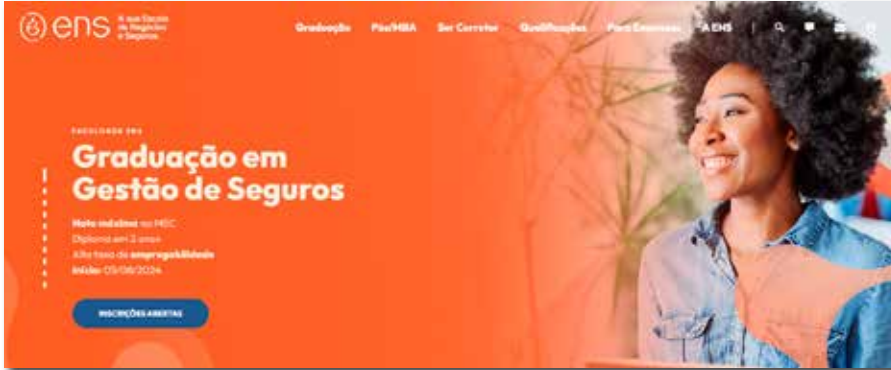 ens
A sua Escola
de Negócios
e Seguros
Graduação Pós/MBA Ser Corretor Qualificações Para Empresas A ENS
FACULDADE ENS
Graduação em
Gestão de Seguros
Nota máxima no MEC
Diploma em 2 anos
Alta taxa de empregabilidade
Início: 05/08/2024
INSCRIÇÕES ABERTAS